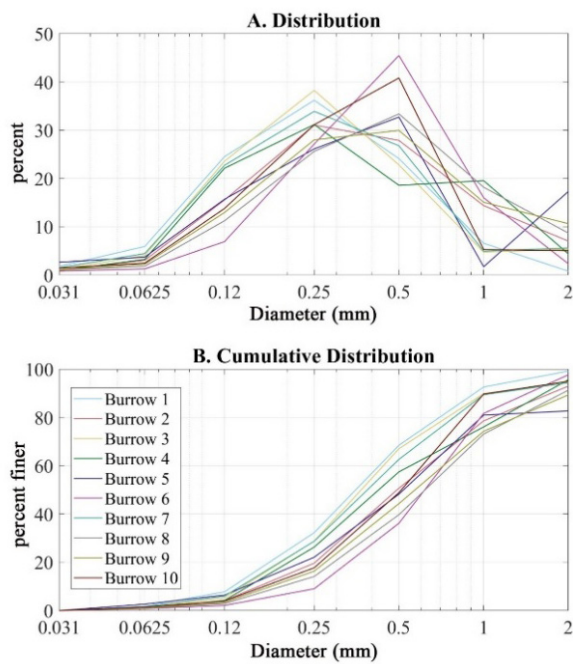 A. Distribution
50
40
30
20
10
0
percent
0.031 0.0625 0.12 0.25 0.5 1 2
Diameter (mm)
B. Cumulative Distribution
100
80
60
40
20
0
percent finer
Burrow 1
Burrow 2
Burrow 3
Burrow 4
Burrow 5
Burrow 6
Burrow 7
Burrow 8
Burrow 9
Burrow 10
0.031 0.0625 0.12 0.25 0.5 1 2
Diameter (mm)